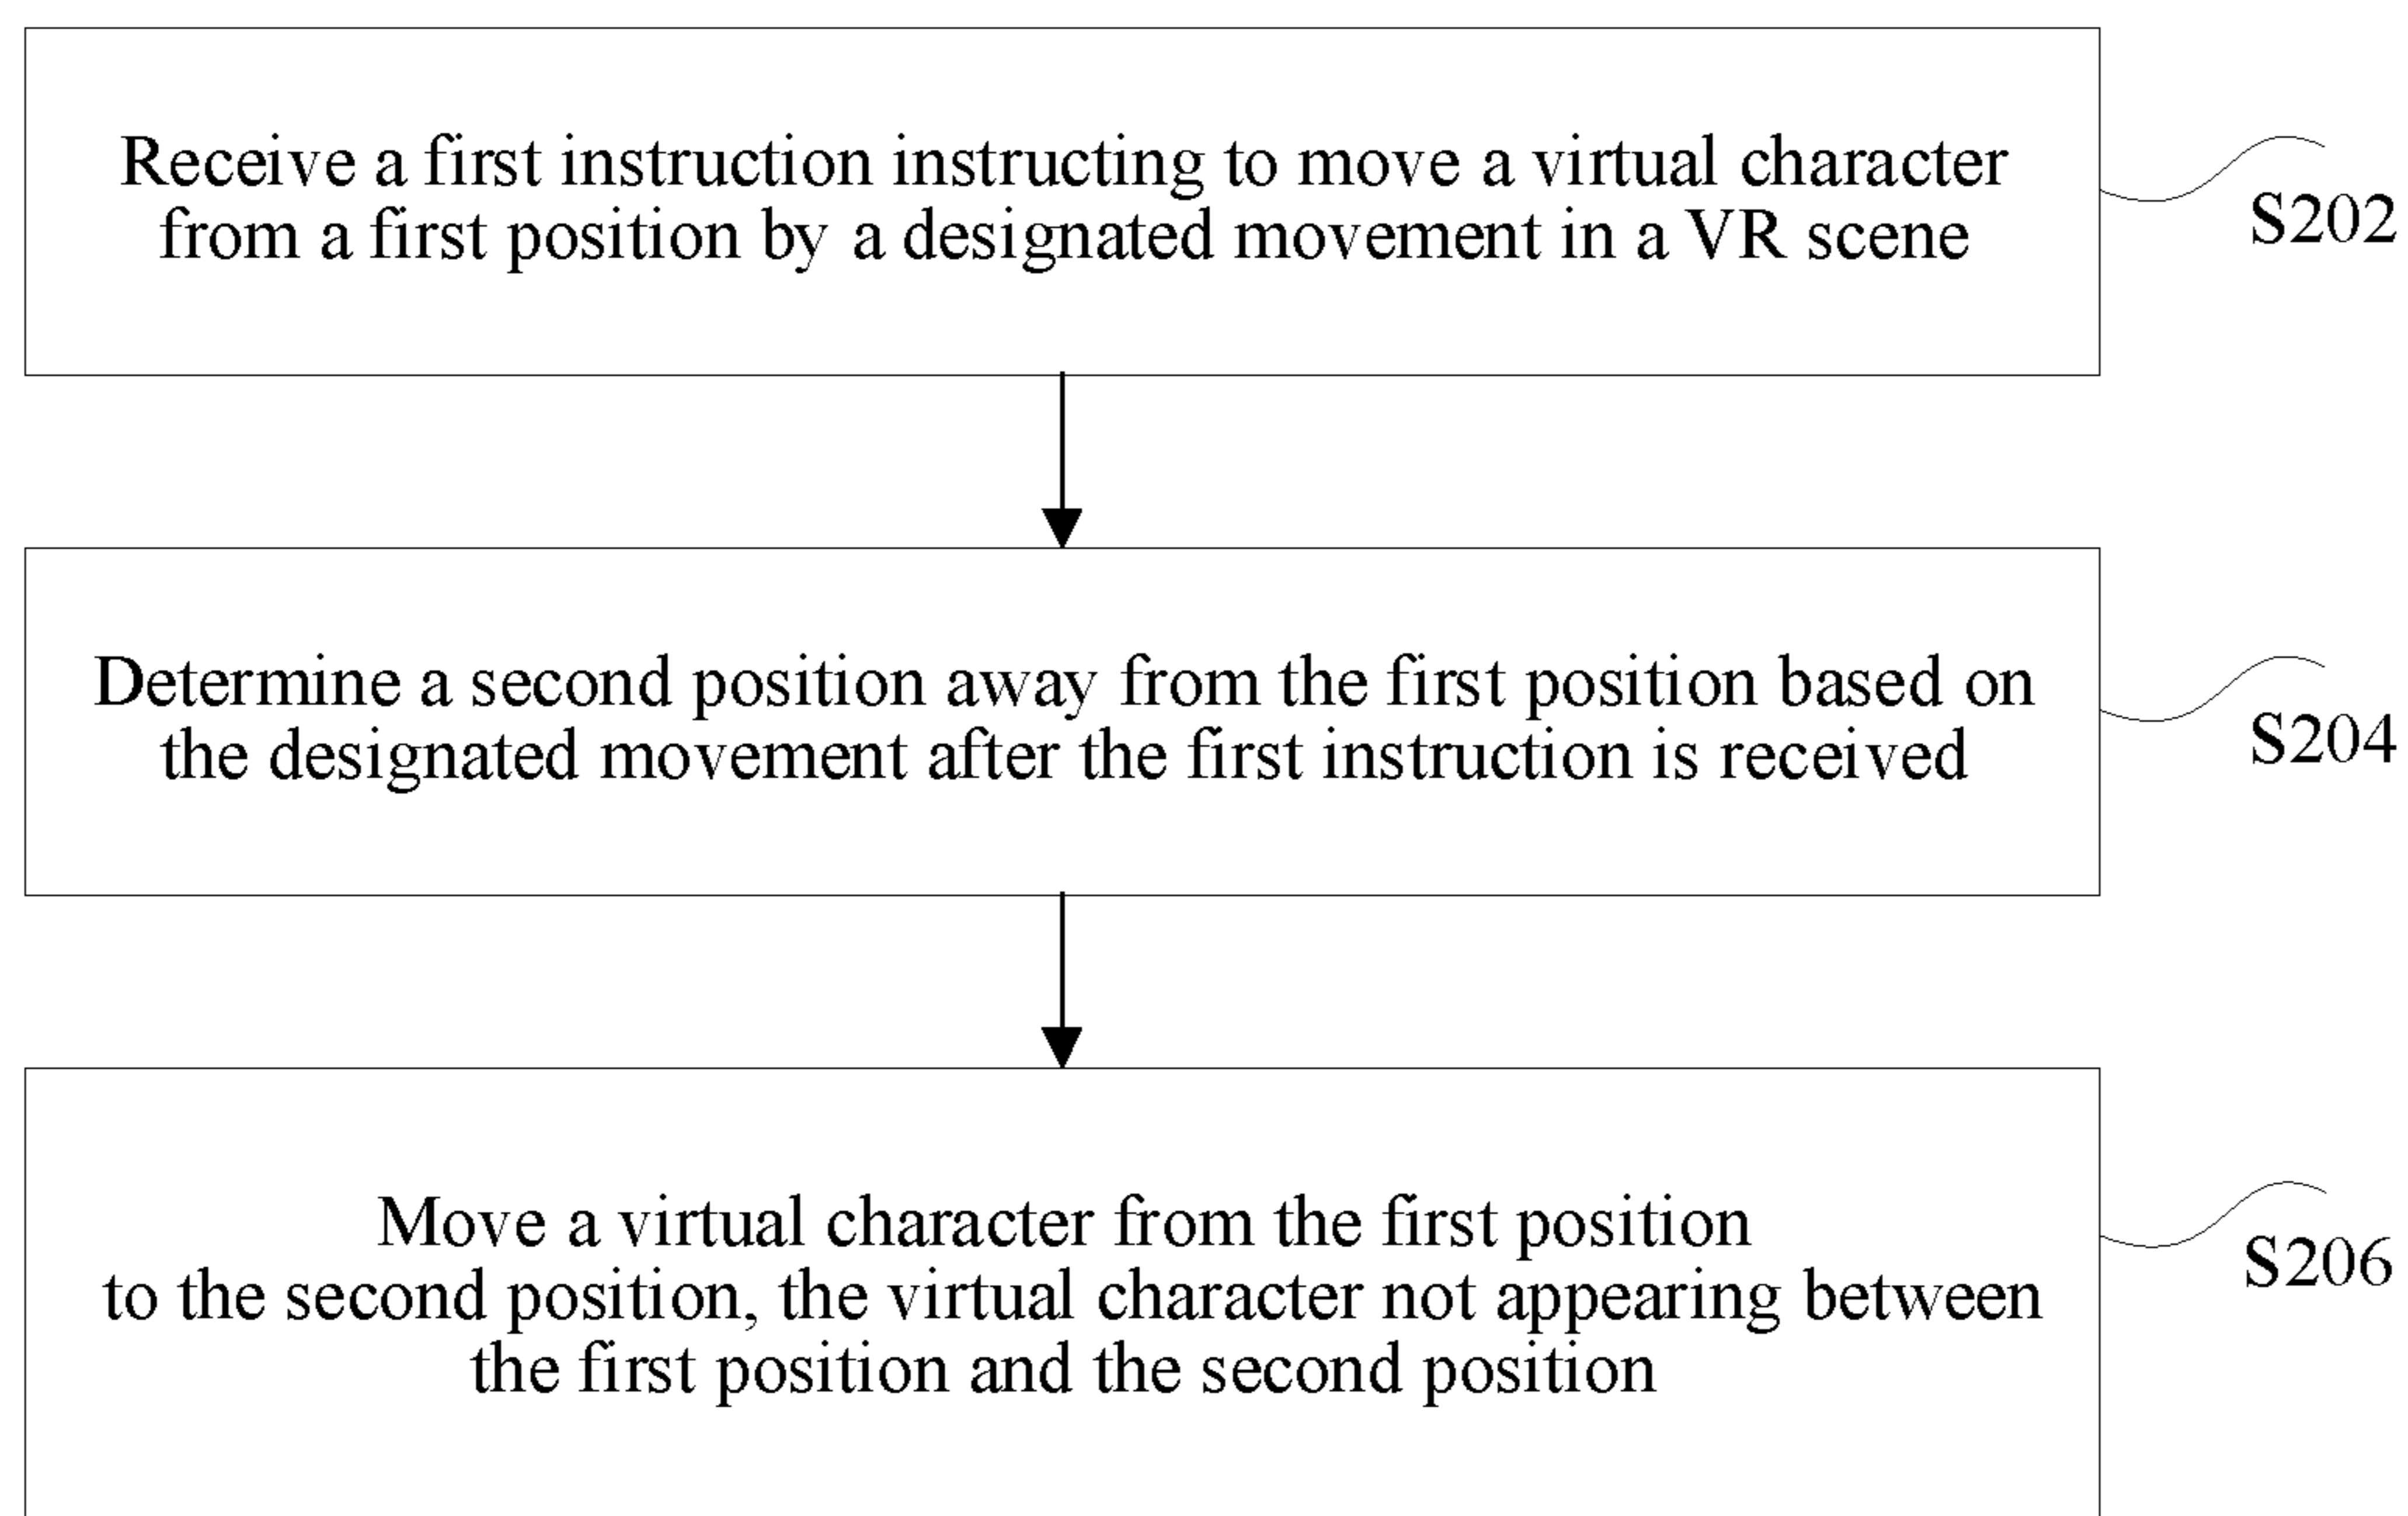 Receive a first instruction instructing to move a virtual character
from a first position by a designated movement in a VR scene
S202
Determine a second position away from the first position based on
the designated movement after the first instruction is received
S204
Move a virtual character from the first position
to the second position, the virtual character not appearing between
the first position and the second position
S206